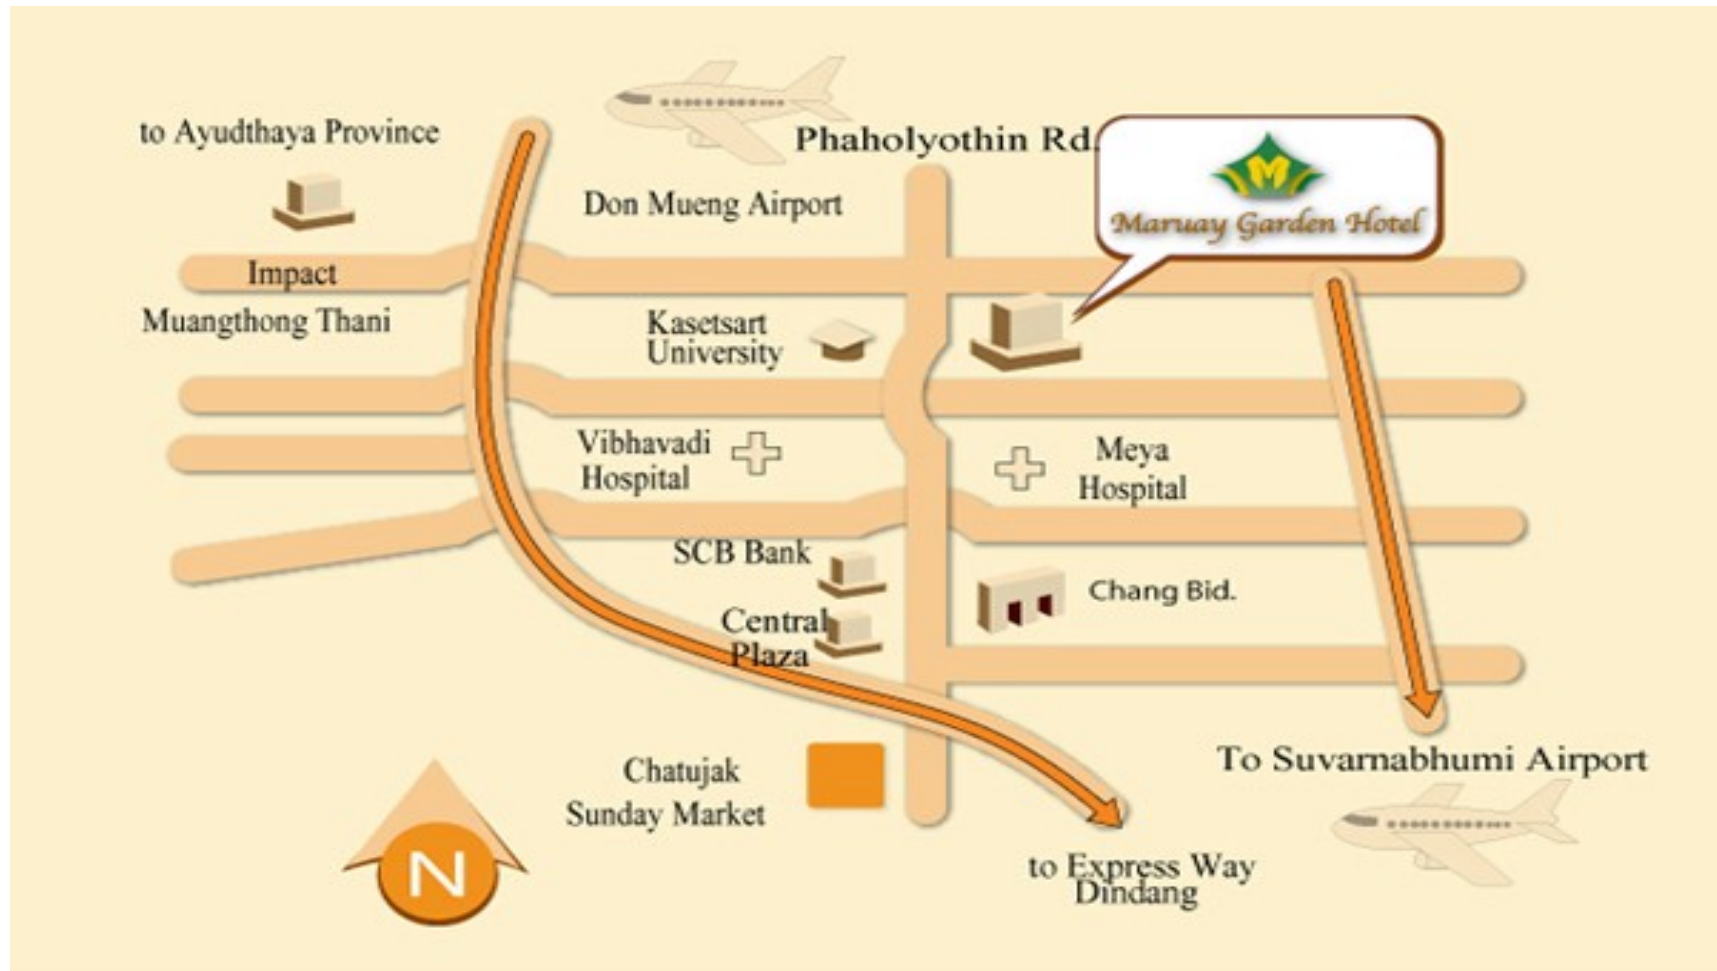 to Ayudthaya Province
Phaholyothin Rd.
M
Maruay Garden Hotel
Don Mueng Airport
Impact
Muangthong Thani
Kasetsart
University
Vibhavadi
Hospital
Meya
Hospital
SCB Bank
Chang Bid.
Central
Plaza
To Suvarnabhumi Airport
Chatujak
Sunday Market
N
to Express Way
Dindang